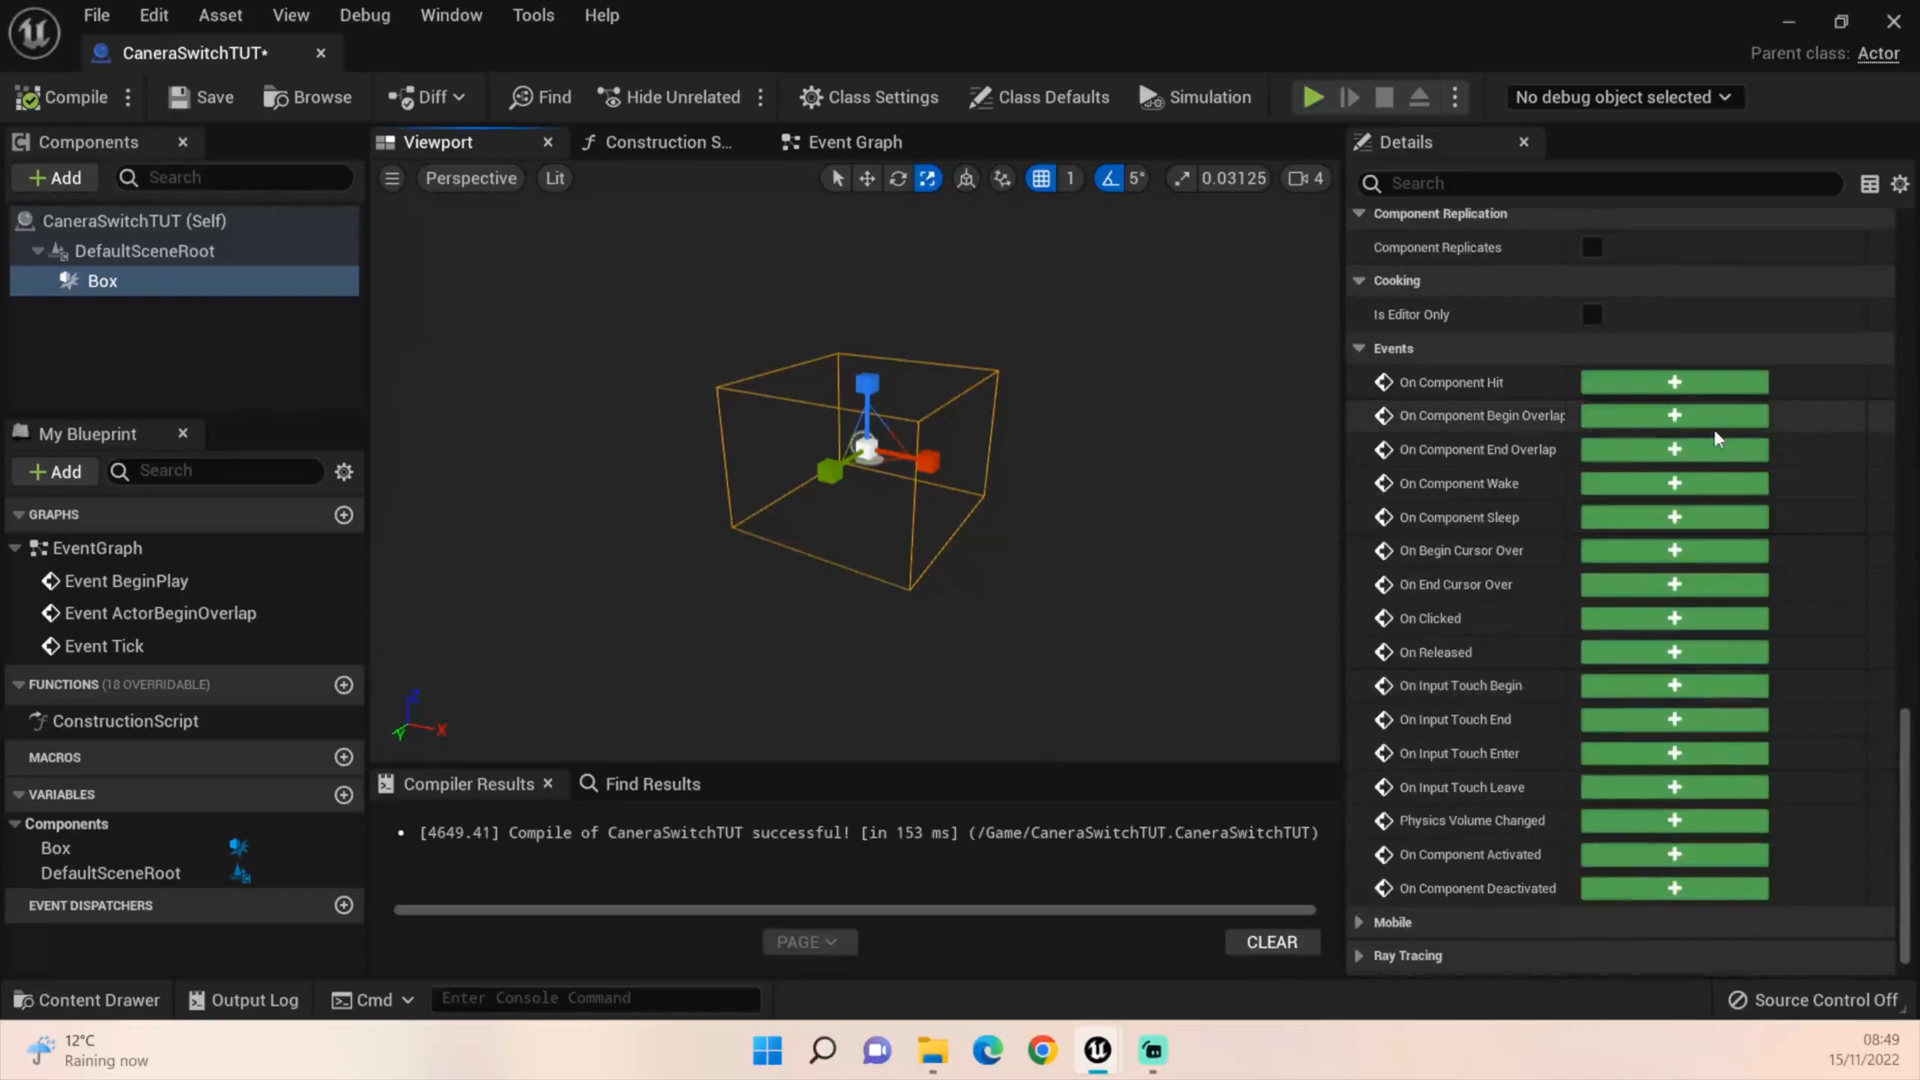 File Edit Asset View Debug Window Tools Help
CaneraSwitchTUT*
Parent class: Actor
Compile Save Browse Diff Find Hide Unrelated Class Settings Class Defaults Simulation No debug object selected
Components
Add Search
CaneraSwitchTUT (Self)
DefaultSceneRoot
Box
My Blueprint
Add Search
GRAPHS
EventGraph
Event BeginPlay
Event ActorBeginOverlap
Event Tick
FUNCTIONS (18 OVERRIDABLE)
ConstructionScript
MACROS
VARIABLES
Components
Box
DefaultSceneRoot
EVENT DISPATCHERS
Viewport Construction S... Event Graph
Perspective Lit 1 5° 0.03125 4
Z
X
Y
Compiler Results Find Results
[4649.41] Compile of CaneraSwitchTUT successful! [in 153 ms] (/Game/CaneraSwitchTUT.CaneraSwitchTUT)
PAGE CLEAR
Details
Search
Component Replication
Component Replicates
Cooking
Is Editor Only
Events
On Component Hit
On Component Begin Overlap
On Component End Overlap
On Component Wake
On Component Sleep
On Begin Cursor Over
On End Cursor Over
On Clicked
On Released
On Input Touch Begin
On Input Touch End
On Input Touch Enter
On Input Touch Leave
Physics Volume Changed
On Component Activated
On Component Deactivated
Mobile
Ray Tracing
Content Drawer Output Log Cmd Enter Console Command Source Control Off
12°C
Raining now
08:49
15/11/2022